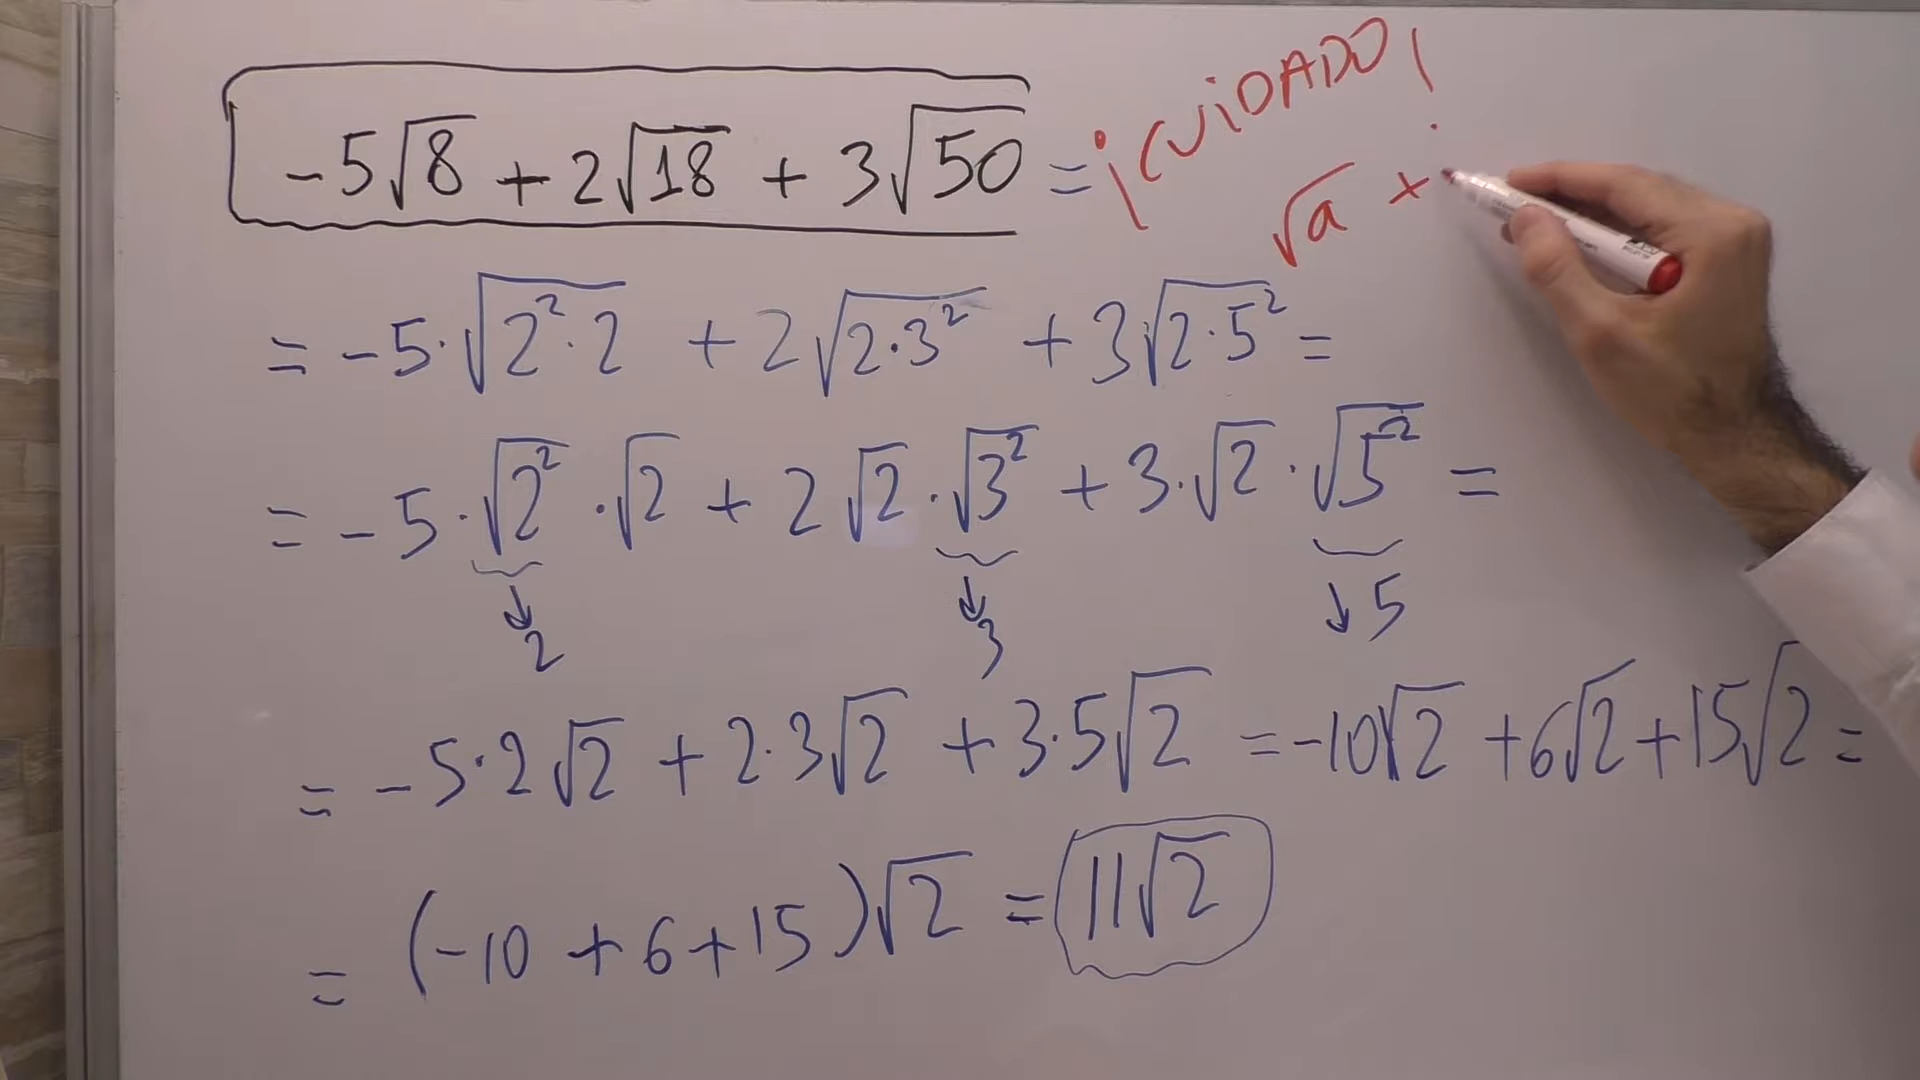 -5√8 + 2√18 + 3√50 = ¡CUiDADO!
√a +
= -5·√(2²·2) + 2√(2·3²) + 3√(2·5²) =
= -5·√2²·√2 + 2√2·√3² + 3·√2·√5² =
↓2 ↓3 ↓5
= -5·2√2 + 2·3√2 + 3·5√2 = -10√2 + 6√2 + 15√2 =
= (-10 + 6 + 15)√2 = 11√2